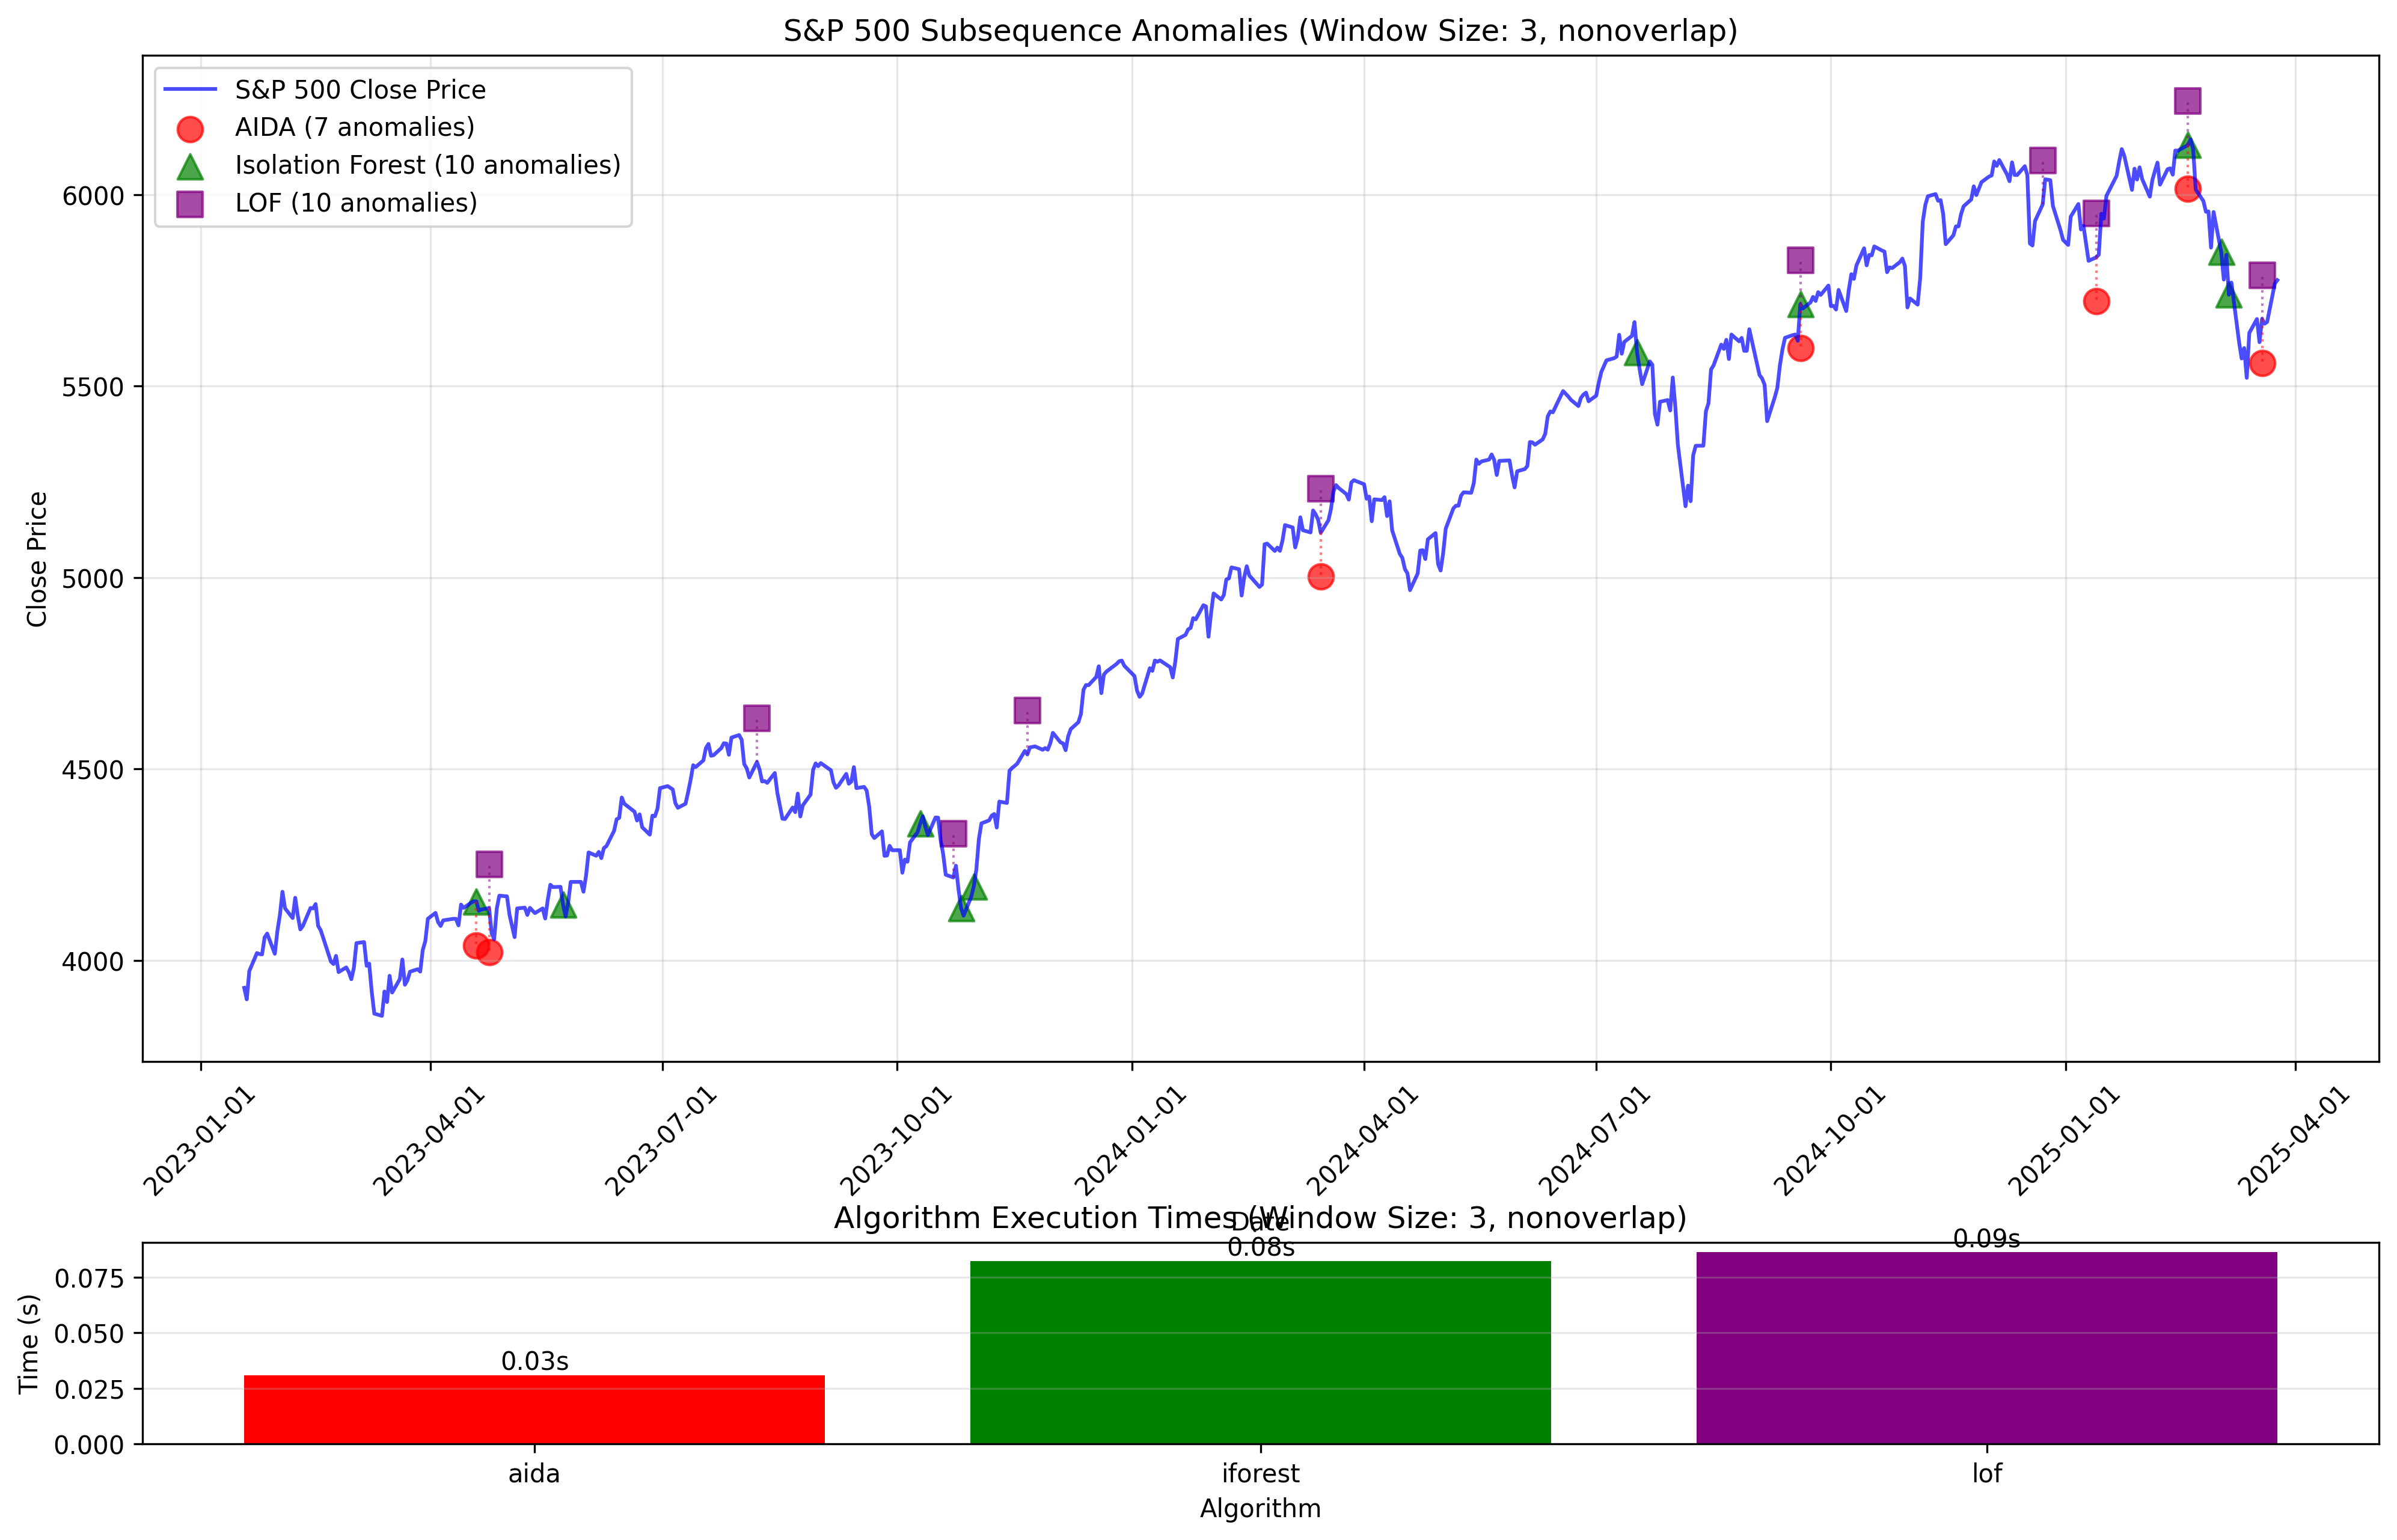 S&P 500 Subsequence Anomalies (Window Size: 3, nonoverlap)
S&P 500 Close Price
AIDA (7 anomalies)
Isolation Forest (10 anomalies)
LOF (10 anomalies)
Close Price
6000
5500
5000
4500
4000
2023-01-01
2023-04-01
2023-07-01
2023-10-01
2024-01-01
2024-04-01
2024-07-01
2024-10-01
2025-01-01
2025-04-01
Date
Algorithm Execution Times (Window Size: 3, nonoverlap)
Time (s)
0.075
0.050
0.025
0.000
0.03s
0.08s
0.09s
aida
iforest
lof
Algorithm